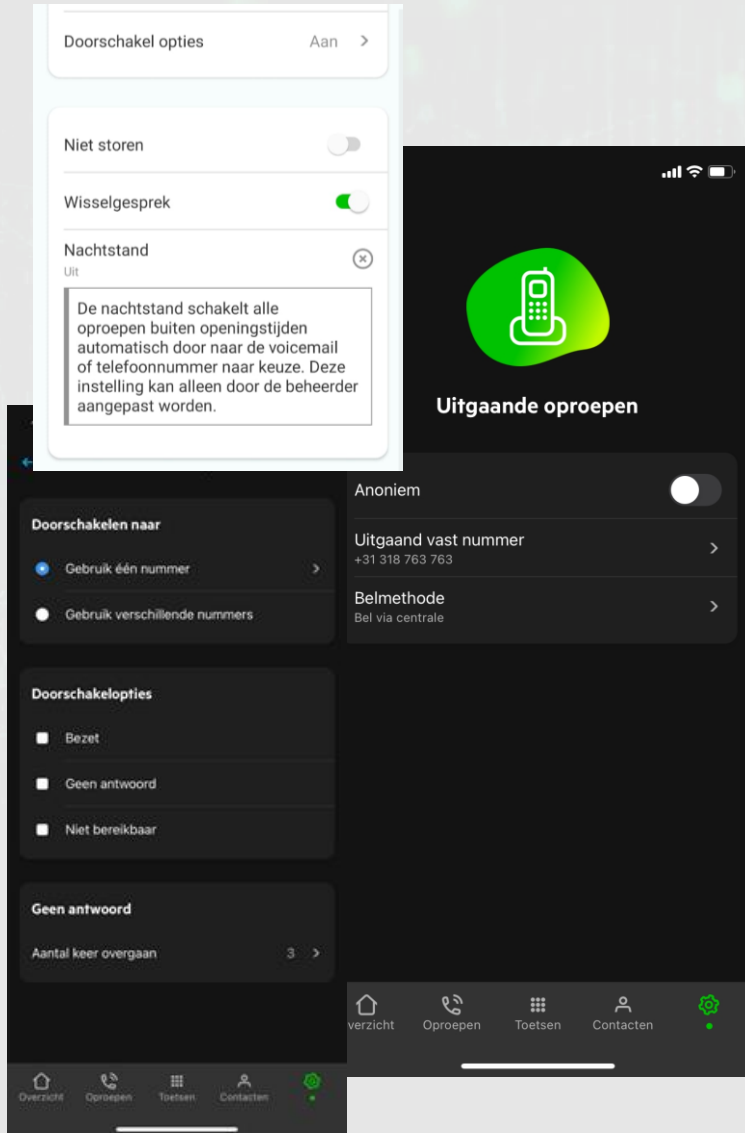 Doorschakel opties
Aan
Niet storen
Wisselgesprek
Nachtstand
Uit
De nachtstand schakelt alle
oproepen buiten openingstijden
automatisch door naar de voicemail
of telefoonnummer naar keuze. Deze
instelling kan alleen door de beheerder
aangepast worden.
Uitgaande oproepen
Anoniem
Uitgaand vast nummer
+31 318 763 763
Belmethode
Bel via centrale
verzicht
Oproepen
Toetsen
Contacten
Doorschakelen naar
Gebruik één nummer
Gebruik verschillende nummers
Doorschakelopties
Bezet
Geen antwoord
Niet bereikbaar
Geen antwoord
Aantal keer overgaan
3
Overzicht
Oproepen
Toetsen
Contacten